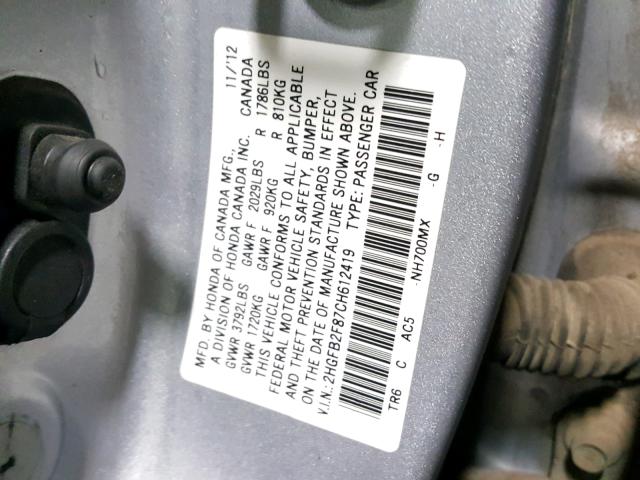 MFD. BY HONDA OF CANADA MFG., 11/'12
A DIVISION OF HONDA CANADA INC. CANADA
GVWR 3792LBS GAWR F 2029LBS R 1786LBS
GVWR 1720KG GAWR F 920KG R 810KG
THIS VEHICLE CONFORMS TO ALL APPLICABLE
FEDERAL MOTOR VEHICLE SAFETY, BUMPER,
AND THEFT PREVENTION STANDARDS IN EFFECT
ON THE DATE OF MANUFACTURE SHOWN ABOVE.
V.I.N.:2HGFB2F87CH612419 TYPE: PASSENGER CAR
TR6 C AC5 -NH700MX -G -H